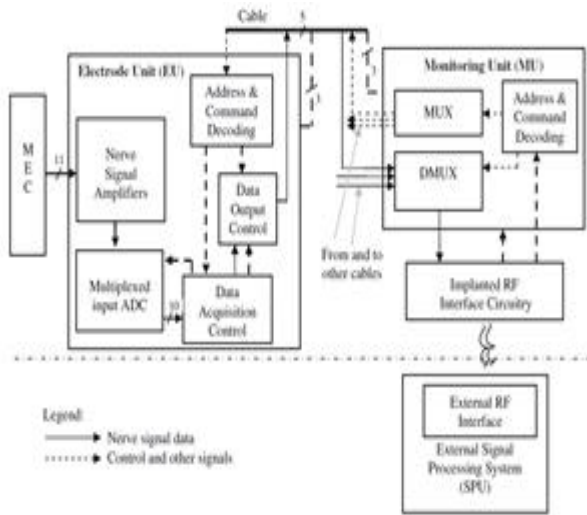 Cable
5
Electrode Unit (EU)
Address &
Command
Decoding
3
M
E
C
11
Nerve
Signal
Amplifiers
Data
Output
Control
Multiplexed
input ADC
10
Data
Acquisition
Control
Monitoring Unit (MU)
MUX
Address &
Command
Decoding
DMUX
From and to
other cables
Implanted RF
Interface Circuitry
External RF
Interface
External Signal
Processing System
(SPU)
Legend:
Nerve signal data
Control and other signals